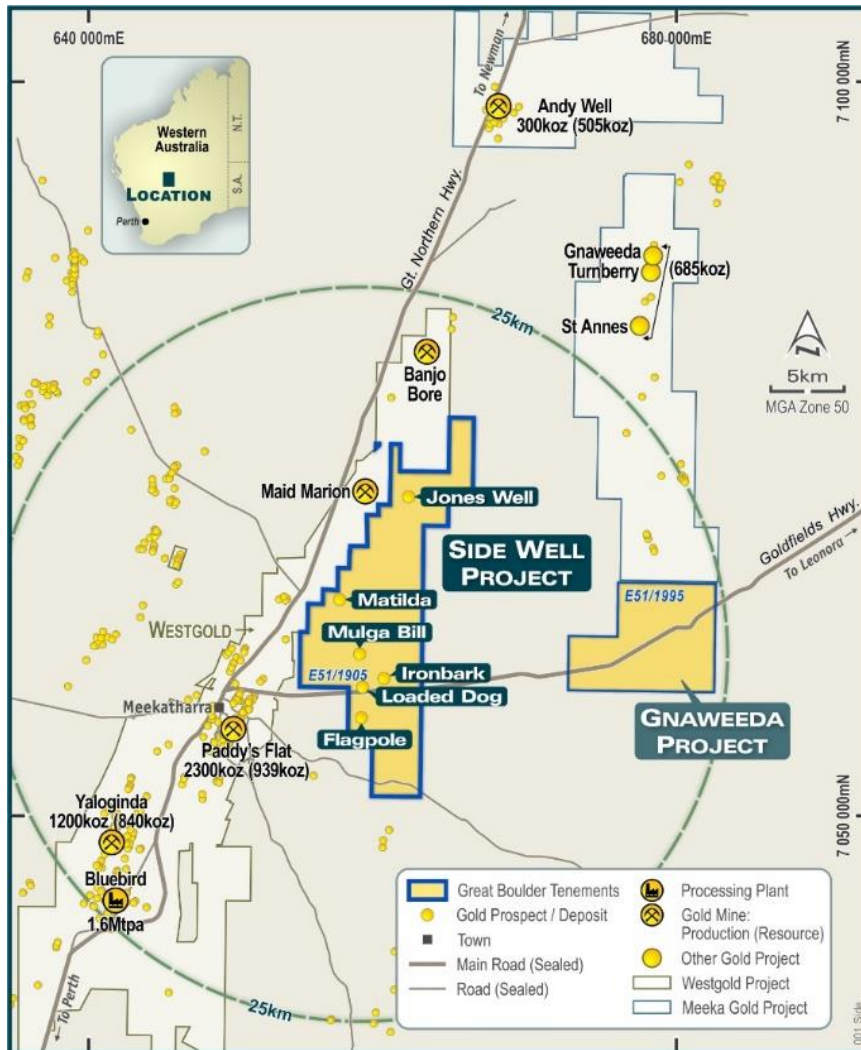 640 000mE
680 000mE
7 100 000mN
7 050 000mN
Western
Australia
N.T.
S.A.
LOCATION
Perth
To Newman
Andy Well
300koz (505koz)
Gt. Northern Hwy.
Gnaweeda
Turnberry
(685koz)
St Annes
25km
N
5km
MGA Zone 50
Banjo
Bore
Maid Marion
Jones Well
SIDE WELL
PROJECT
Goldfields Hwy.
To Leonora
Matilda
E51/1995
WESTGOLD
Mulga Bill
E51/1905
Ironbark
Loaded Dog
Meekatharra
Flagpole
GNAWEEDA
PROJECT
Paddy's Flat
2300koz (939koz)
Yaloginda
1200koz (840koz)
Bluebird
1.6Mtpa
To Perth
25km
Great Boulder Tenements
Gold Prospect / Deposit
Town
Main Road (Sealed)
Road (Sealed)
Processing Plant
Gold Mine:
Production (Resource)
Other Gold Project
Westgold Project
Meeka Gold Project
001 Side